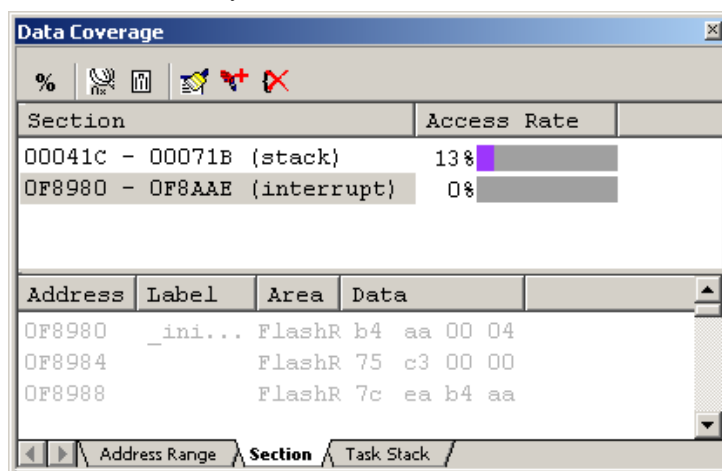 Data Coverage
%
Section Access Rate
00041C - 00071B (stack) 13%
0F8980 - 0F8AAE (interrupt) 0%
Address Label Area Data
0F8980 _ini... FlashR b4 aa 00 04
0F8984 FlashR 75 c3 00 00
0F8988 FlashR 7c ea b4 aa
Address Range Section Task Stack